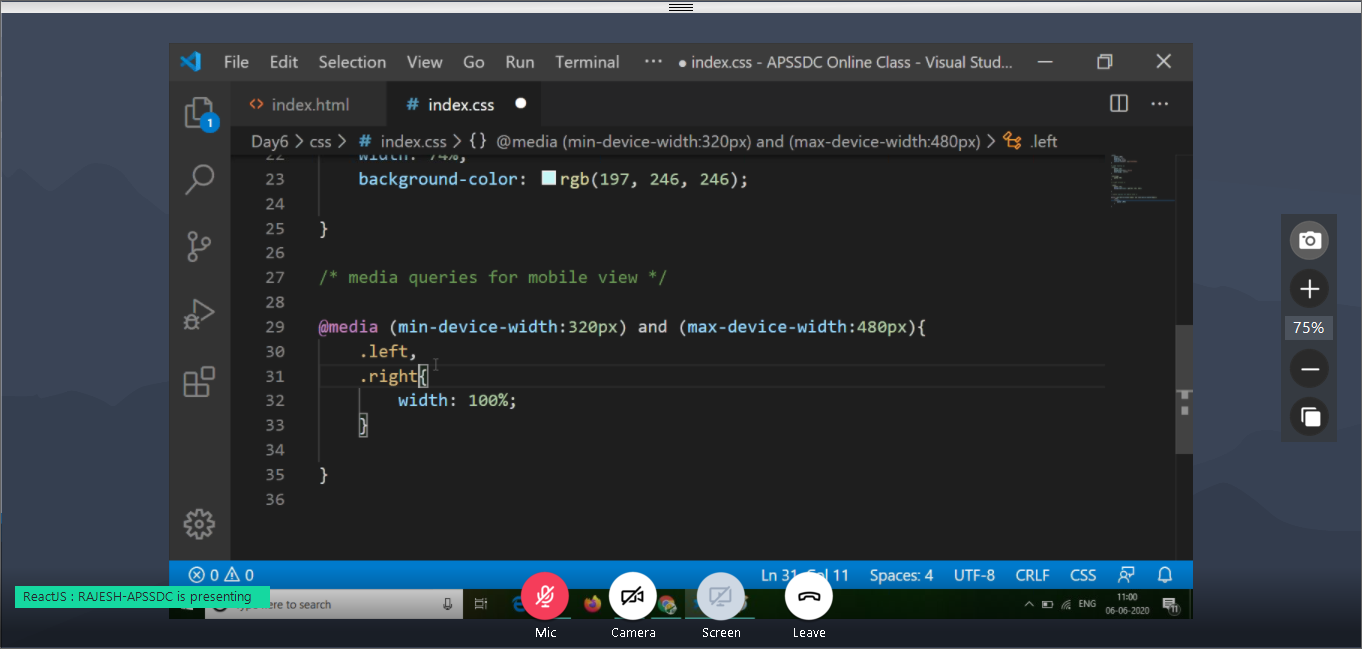 File Edit Selection View Go Run Terminal ··· ● index.css - APSSDC Online Class - Visual Stud...
<> index.html # index.css ●
Day6 > css > # index.css > {} @media (min-device-width:320px) and (max-device-width:480px) > .left
22 width: 74%;
23 background-color: rgb(197, 246, 246);
24
25 }
26
27 /* media queries for mobile view */
28
29 @media (min-device-width:320px) and (max-device-width:480px){
30 .left,
31 .right{
32 width: 100%;
33 }
34
35 }
36
1
75%
0 0 Ln 31, Col 11 Spaces: 4 UTF-8 CRLF CSS
ReactJS : RAJESH-APSSDC is presenting
here to search
ENG
11:00
06-06-2020
11
Mic Camera Screen Leave